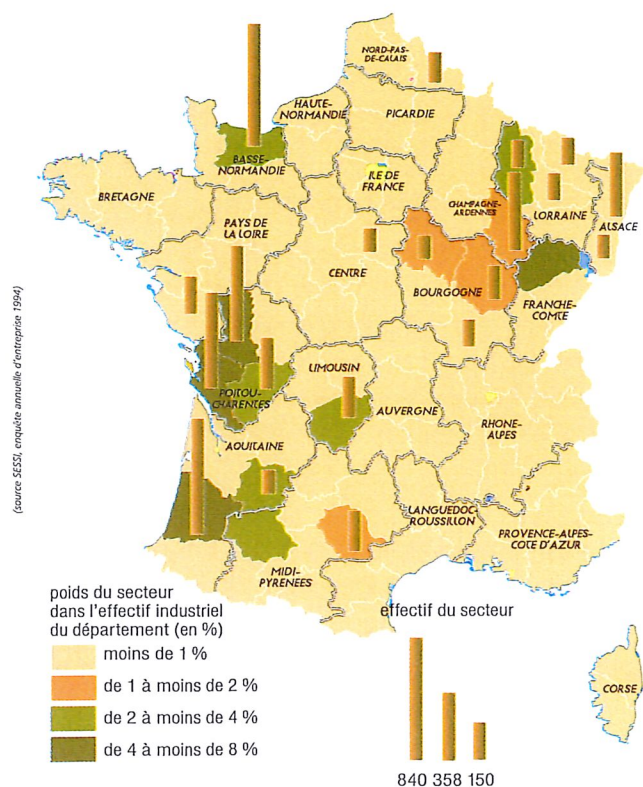 NORD-PAS-
DE-CALAIS
HAUTE-
NORMANDIE
PICARDIE
BASSE-
NORMANDIE
ILE DE
FRANCE
CHAMPAGNE-
ARDENNES
LORRAINE
ALSACE
BRETAGNE
PAYS DE
LA LOIRE
CENTRE
BOURGOGNE
FRANCHE-
COMTE
POITOU-
CHARENTES
LIMOUSIN
AUVERGNE
RHONE-
ALPES
AQUITAINE
LANGUEDOC-
ROUSSILLON
PROVENCE-ALPES-
COTE D'AZUR
MIDI-
PYRENEES
CORSE
(source SESSI, enquête annuelle d'entreprise 1994)
poids du secteur
dans l'effectif industriel
du département (en %)
moins de 1 %
de 1 à moins de 2 %
de 2 à moins de 4 %
de 4 à moins de 8 %
effectif du secteur
840 358 150